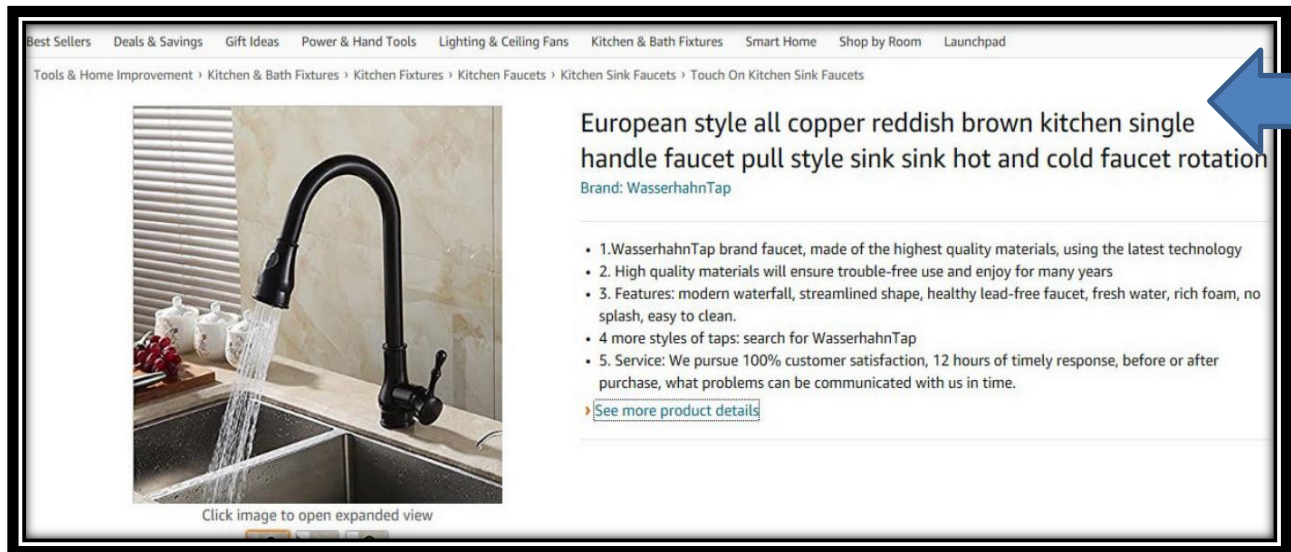 Best Sellers Deals & Savings Gift Ideas Power & Hand Tools Lighting & Ceiling Fans Kitchen & Bath Fixtures Smart Home Shop by Room Launchpad
Tools & Home Improvement › Kitchen & Bath Fixtures › Kitchen Fixtures › Kitchen Faucets › Kitchen Sink Faucets › Touch On Kitchen Sink Faucets
European style all copper reddish brown kitchen single
handle faucet pull style sink sink hot and cold faucet rotation
Brand: WasserhahnTap
• 1.WasserhahnTap brand faucet, made of the highest quality materials, using the latest technology
• 2. High quality materials will ensure trouble-free use and enjoy for many years
• 3. Features: modern waterfall, streamlined shape, healthy lead-free faucet, fresh water, rich foam, no
splash, easy to clean.
• 4 more styles of taps: search for WasserhahnTap
• 5. Service: We pursue 100% customer satisfaction, 12 hours of timely response, before or after
purchase, what problems can be communicated with us in time.
› See more product details
Click image to open expanded view